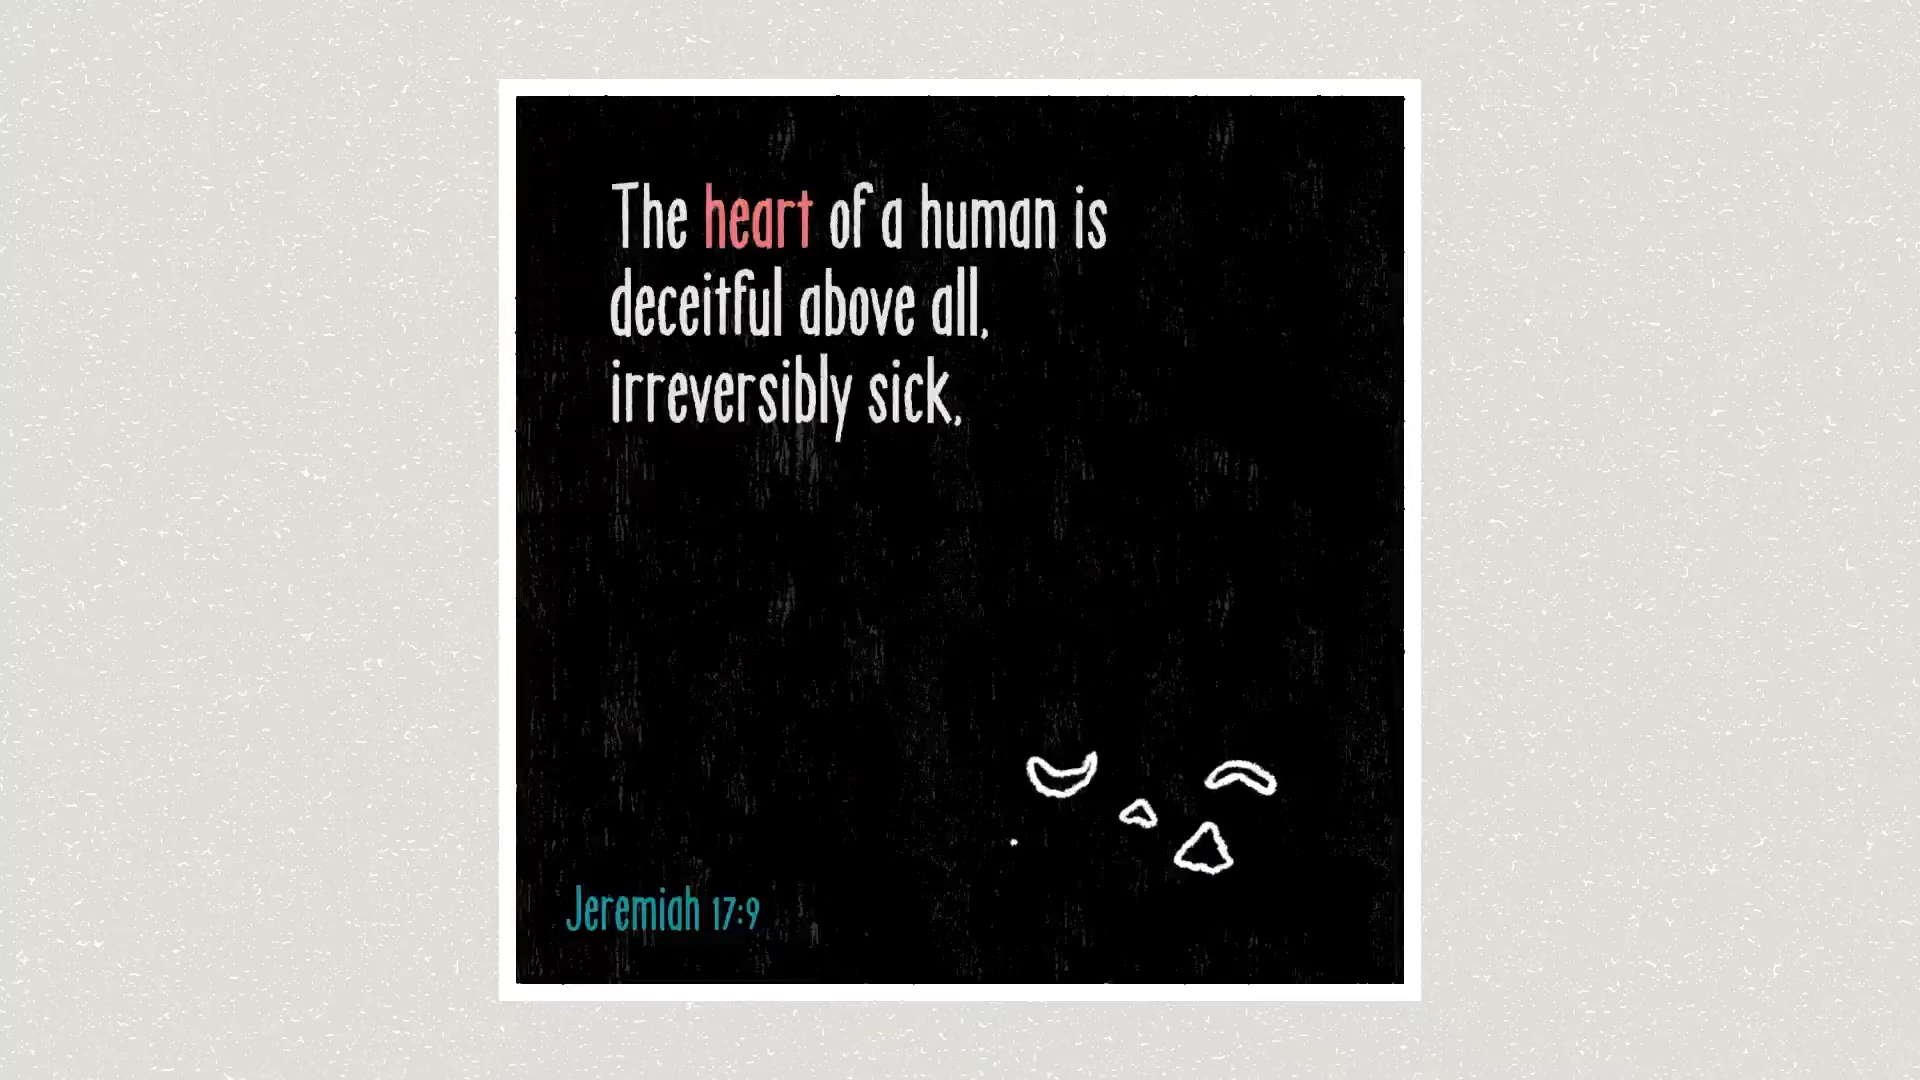 The heart of a human is
deceitful above all,
irreversibly sick,
Jeremiah 17:9